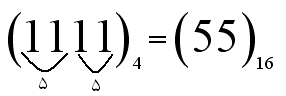 (1111)₄ = (55)₁₆
۵ ۵